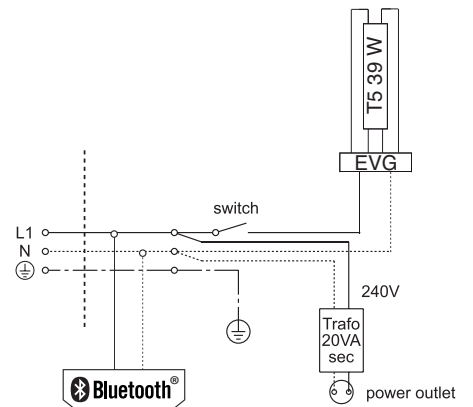 T5 39 W
EVG
switch
L1
N
240V
Trafo
20VA
sec
power outlet
Bluetooth®